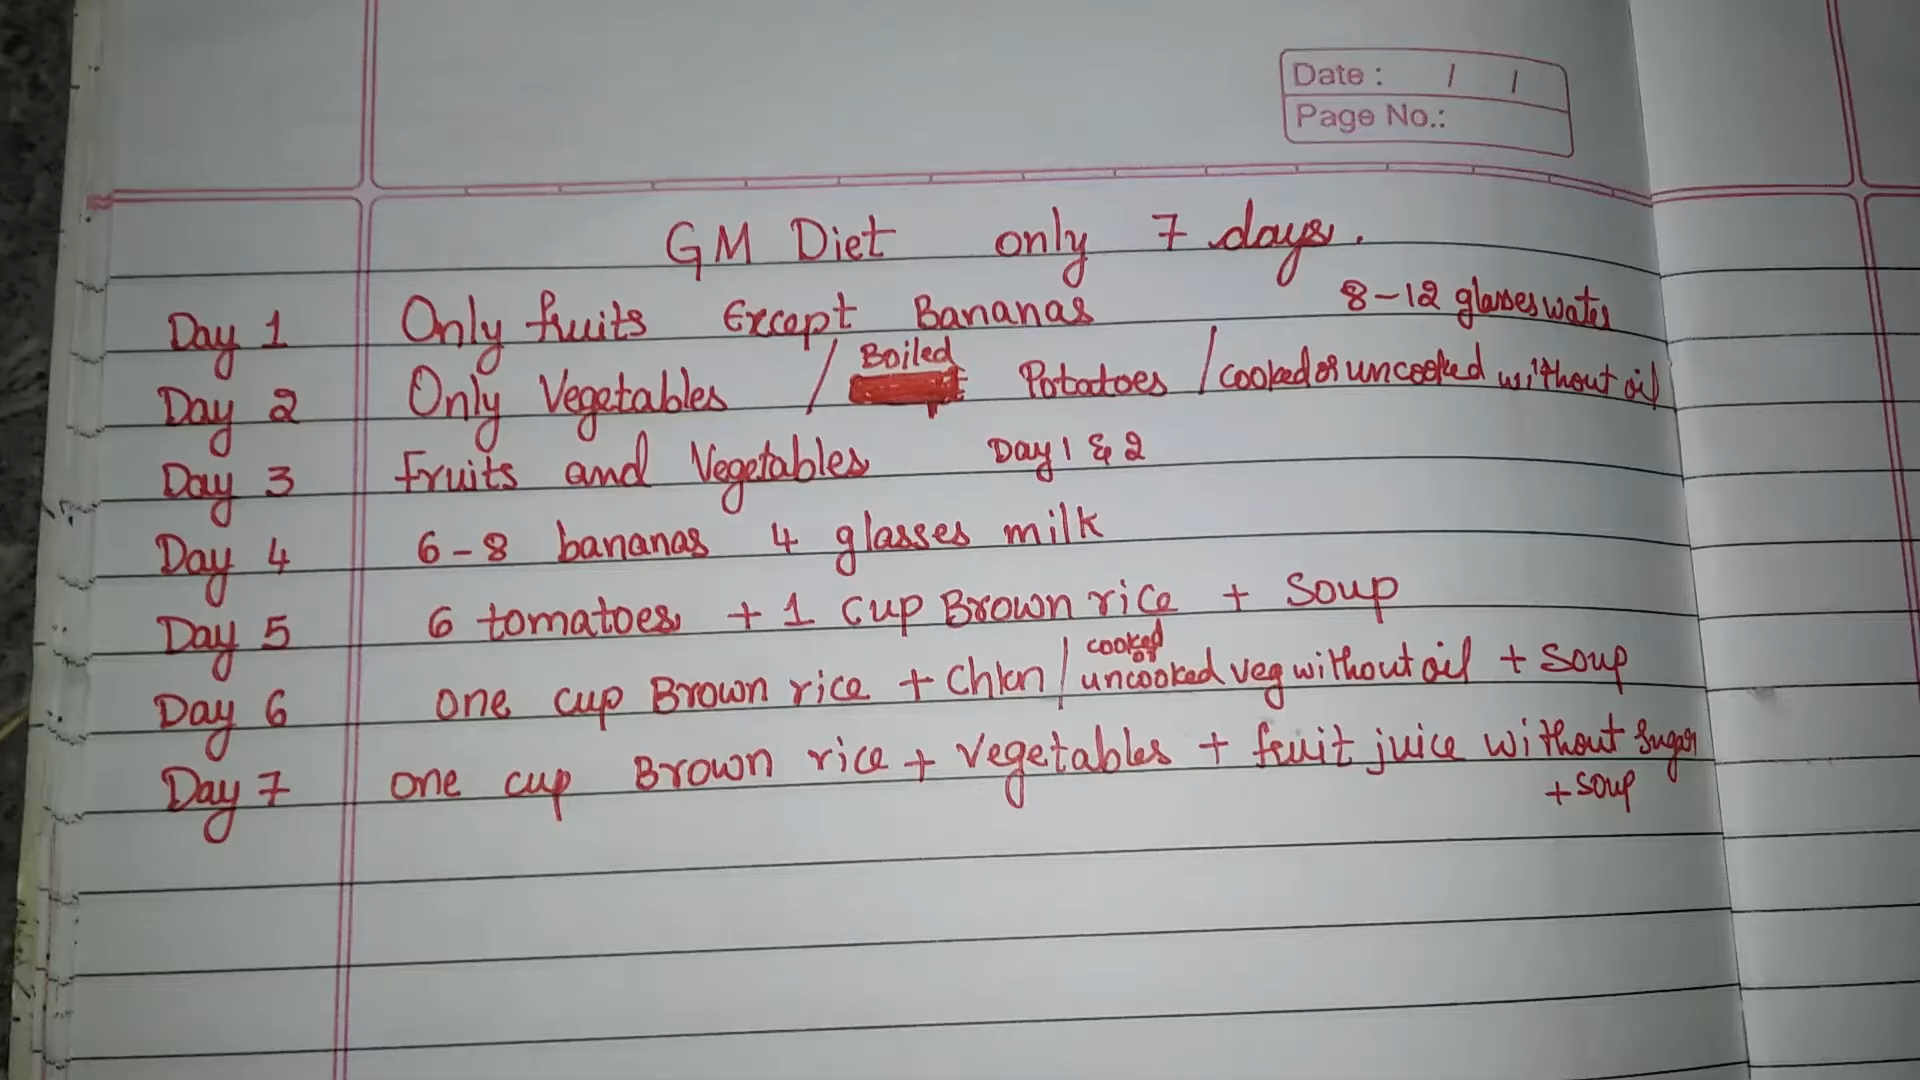 Date : / /
Page No.:
GM Diet only 7 days.
Day 1 Only fruits Except Bananas 8-12 glasses water
Day 2 Only Vegetables / Boiled Potatoes / cooked or uncooked without oil
Day 3 Fruits and Vegetables Day 1 & 2
Day 4 6-8 bananas 4 glasses milk
Day 5 6 tomatoes + 1 cup Brown rice + Soup
Day 6 one cup Brown rice + Chkn / cooked or uncooked veg without oil + Soup
Day 7 one cup Brown rice + Vegetables + fruit juice without Sugar
+ Soup